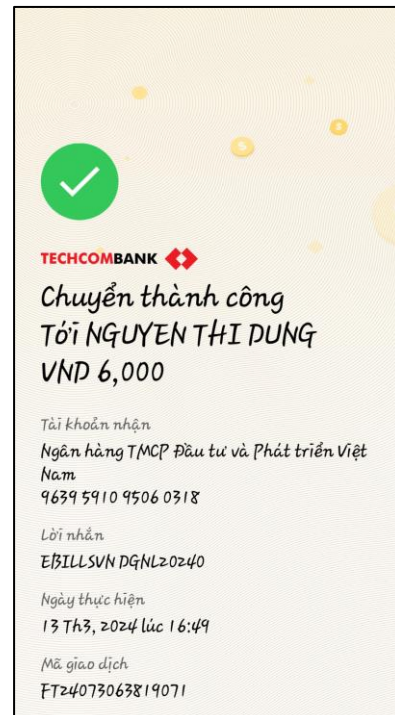 TECHCOMBANK
Chuyển thành công
Tới NGUYEN THI DUNG
VND 6,000
Tài khoản nhận
Ngân hàng TMCP Đầu tư và Phát triển Việt
Nam
9639 5910 9506 0318
Lời nhắn
EBILLSVN DGNL20240
Ngày thực hiện
13 Th3, 2024 lúc 16:49
Mã giao dịch
FT24073063819071